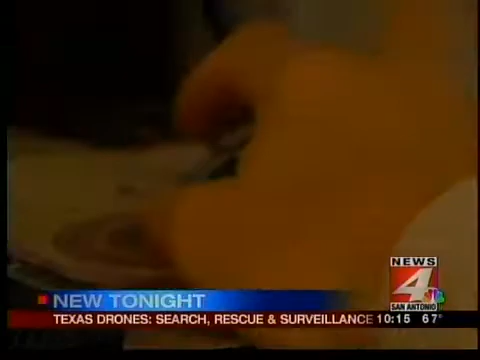 NEWS
4
SAN ANTONIO
NEW TONIGHT
TEXAS DRONES: SEARCH, RESCUE & SURVEILLANCE 10:15 67°